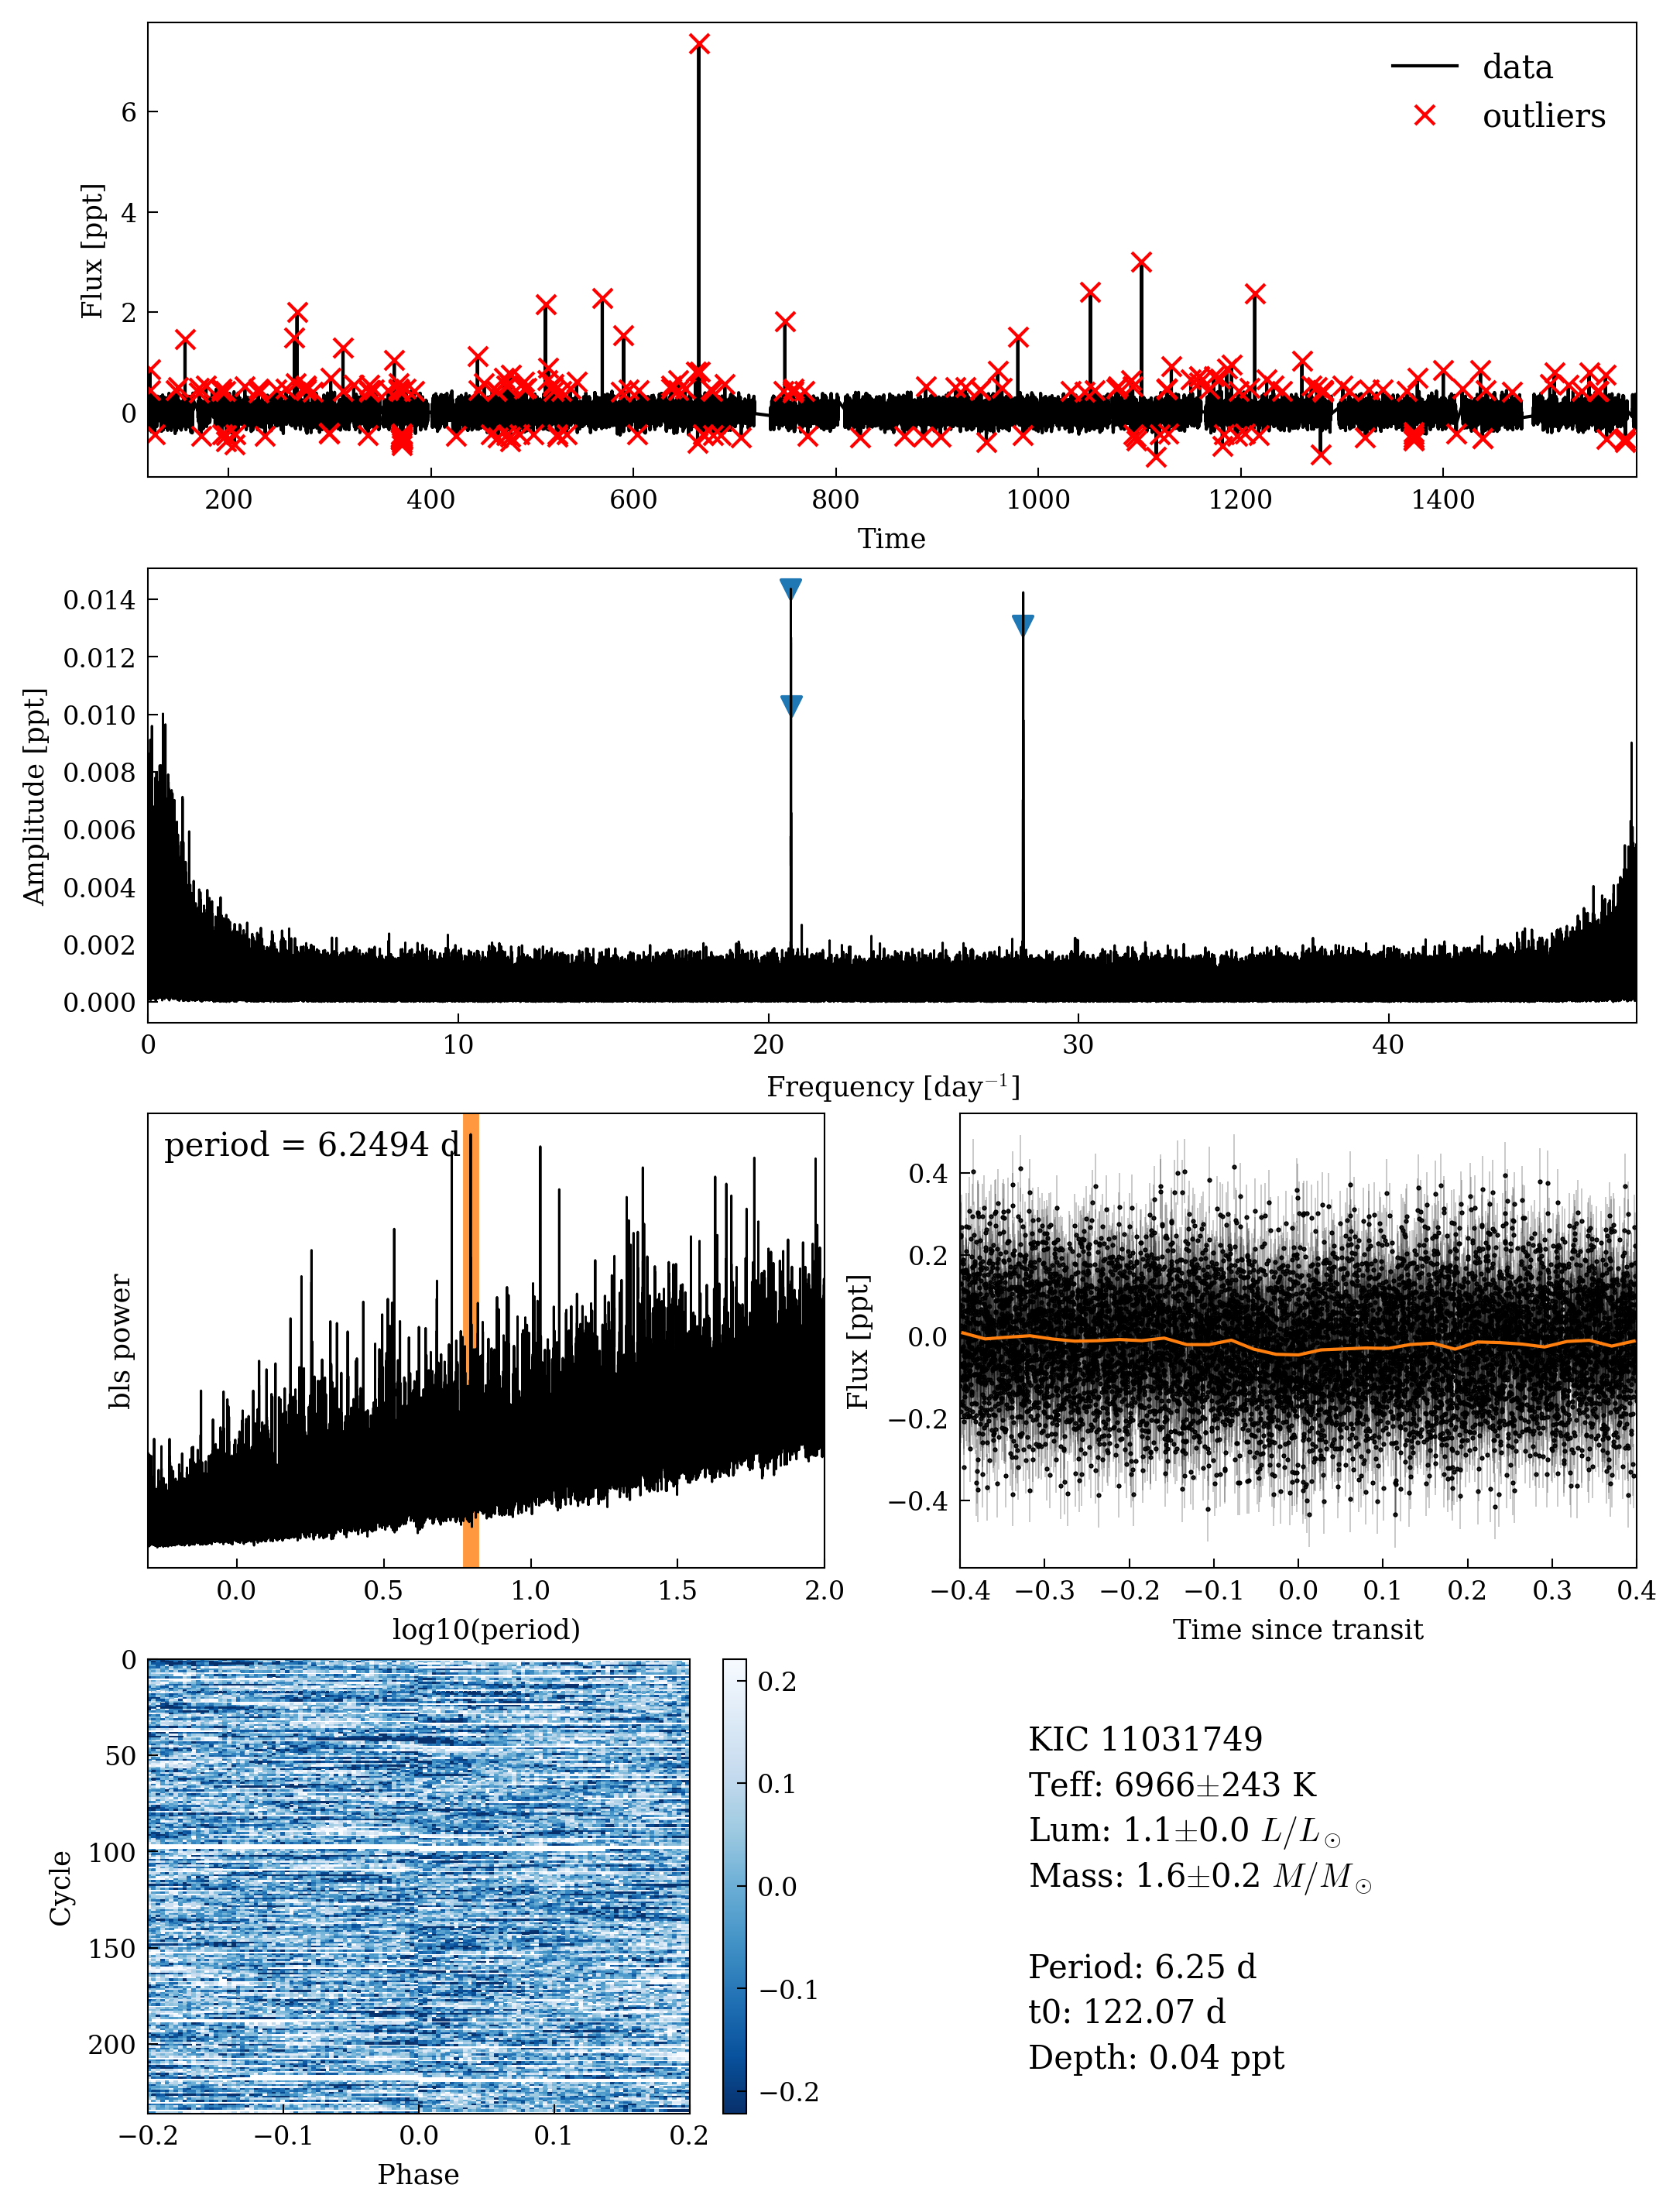 data
outliers
6
4
2
0
Flux [ppt]
200 400 600 800 1000 1200 1400
Time
0.014
0.012
0.010
0.008
0.006
0.004
0.002
0.000
Amplitude [ppt]
0 10 20 30 40
Frequency [day⁻¹]
period = 6.2494 d
bls power
0.0 0.5 1.0 1.5 2.0
log10(period)
0.4
0.2
0.0
−0.2
−0.4
Flux [ppt]
−0.4 −0.3 −0.2 −0.1 0.0 0.1 0.2 0.3 0.4
Time since transit
0
50
100
150
200
Cycle
−0.2 −0.1 0.0 0.1 0.2
Phase
0.2
0.1
0.0
−0.1
−0.2
KIC 11031749
Teff: 6966±243 K
Lum: 1.1±0.0 L/L⊙
Mass: 1.6±0.2 M/M⊙
Period: 6.25 d
t0: 122.07 d
Depth: 0.04 ppt